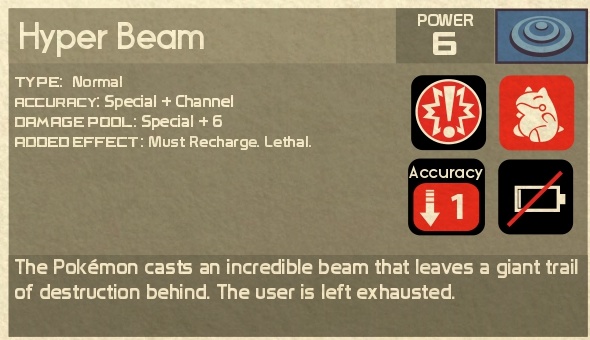 Hyper Beam
POWER
6
TYPE: Normal
ACCURACY: Special + Channel
DAMAGE POOL: Special + 6
ADDED EFFECT: Must Recharge. Lethal.
Accuracy
1
The Pokémon casts an incredible beam that leaves a giant trail
of destruction behind. The user is left exhausted.